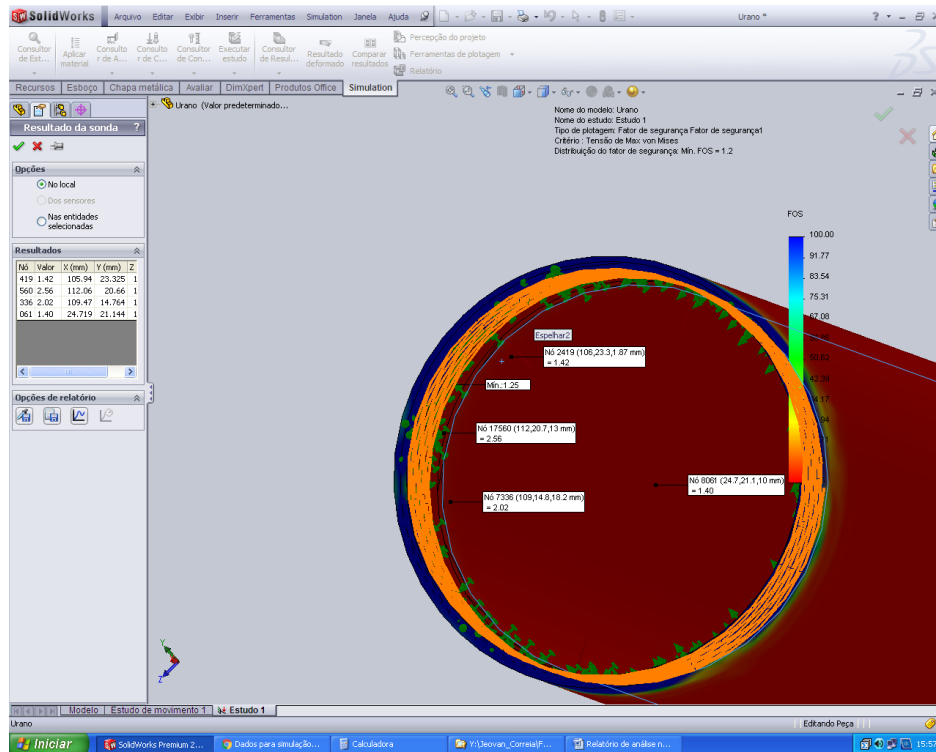 SolidWorks Arquivo Editar Exibir Inserir Ferramentas Simulation Janela Ajuda Urano *
Consultor de Est... Aplicar material Consulto r de A... Consulto r de C... Consultor de Con... Executar estudo Consultor de Resul... Resultado deformado Comparar resultados
Percepção do projeto
Ferramentas de plotagem
Relatório
Recursos Esboço Chapa metálica Avaliar DimXpert Produtos Office Simulation
Urano (Valor predeterminado...
Resultado da sonda ?
Opções
No local
Dos sensores
Nas entidades selecionadas
Resultados
Nó Valor X (mm) Y (mm) Z
419 1.42 105.94 23.325 1
560 2.56 112.06 20.66 1
336 2.02 109.47 14.764 1
061 1.40 24.719 21.144 1
Opções de relatório
Nome do modelo: Urano
Nome do estudo: Estudo 1
Tipo de plotagem: Fator de segurança Fator de segurança1
Critério : Tensão de Max von Mises
Distribuição do fator de segurança: Mín. FOS = 1.2
FOS
100.00
91.77
83.54
75.31
67.08
50.62
42.39
Espelhar2
Nó 2419 (106,23.3,1.87 mm)
= 1.42
Mín.:1.25
Nó 17560 (112,20.7,13 mm)
= 2.56
Nó 8061 (24.7,21.1,10 mm)
= 1.40
Nó 7336 (109,14.8,18.2 mm)
= 2.02
Y
Z
Modelo Estudo de movimento 1 Estudo 1
Urano Editando Peça
Iniciar SolidWorks Premium 2... Dados para simulação... Calculadora Y:\Jeovan_Correia\F... Relatório de análise n... 15:57